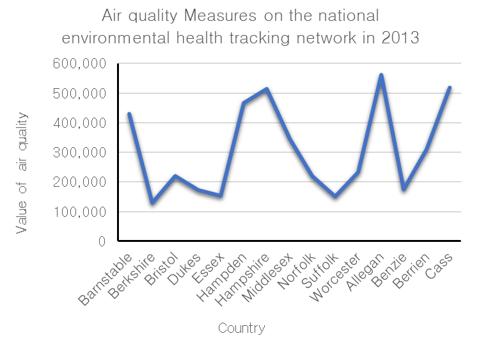 Air quality Measures on the national
environmental health tracking network in 2013
Value of air quality
600,000
500,000
400,000
300,000
200,000
100,000
0
Barnstable
Berkshire
Bristol
Dukes
Essex
Hampden
Hampshire
Middlesex
Norfolk
Suffolk
Worcester
Allegan
Benzie
Berrien
Cass
Country